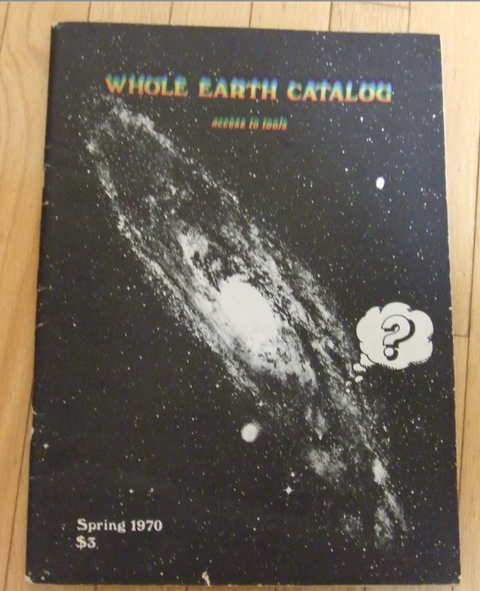 WHOLE EARTH CATALOG
access to tools
?
Spring 1970
$3